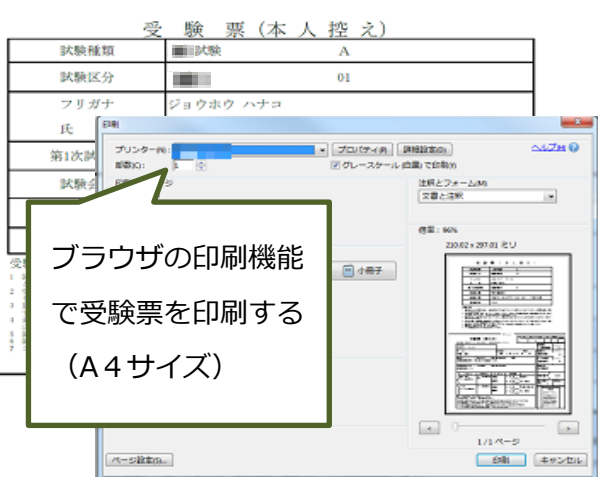 受 験 票（本 人 控 え）
試験種類 試験 A
試験区分 01
フリガナ ジョウホウ ハナコ
氏
第1次試
試験会
印刷
プリンター(N): プロパティ(P) 詳細設定(D) ヘルプ(H)
部数(C): 1 グレースケール (白黒) で印刷(Y)
注釈とフォーム(M)
文書と注釈
倍率： 96%
210.02 x 297.01 ミリ
小冊子
ブラウザの印刷機能
で受験票を印刷する
（A４サイズ）
1/1 ページ
ページ設定(S)... 印刷 キャンセル